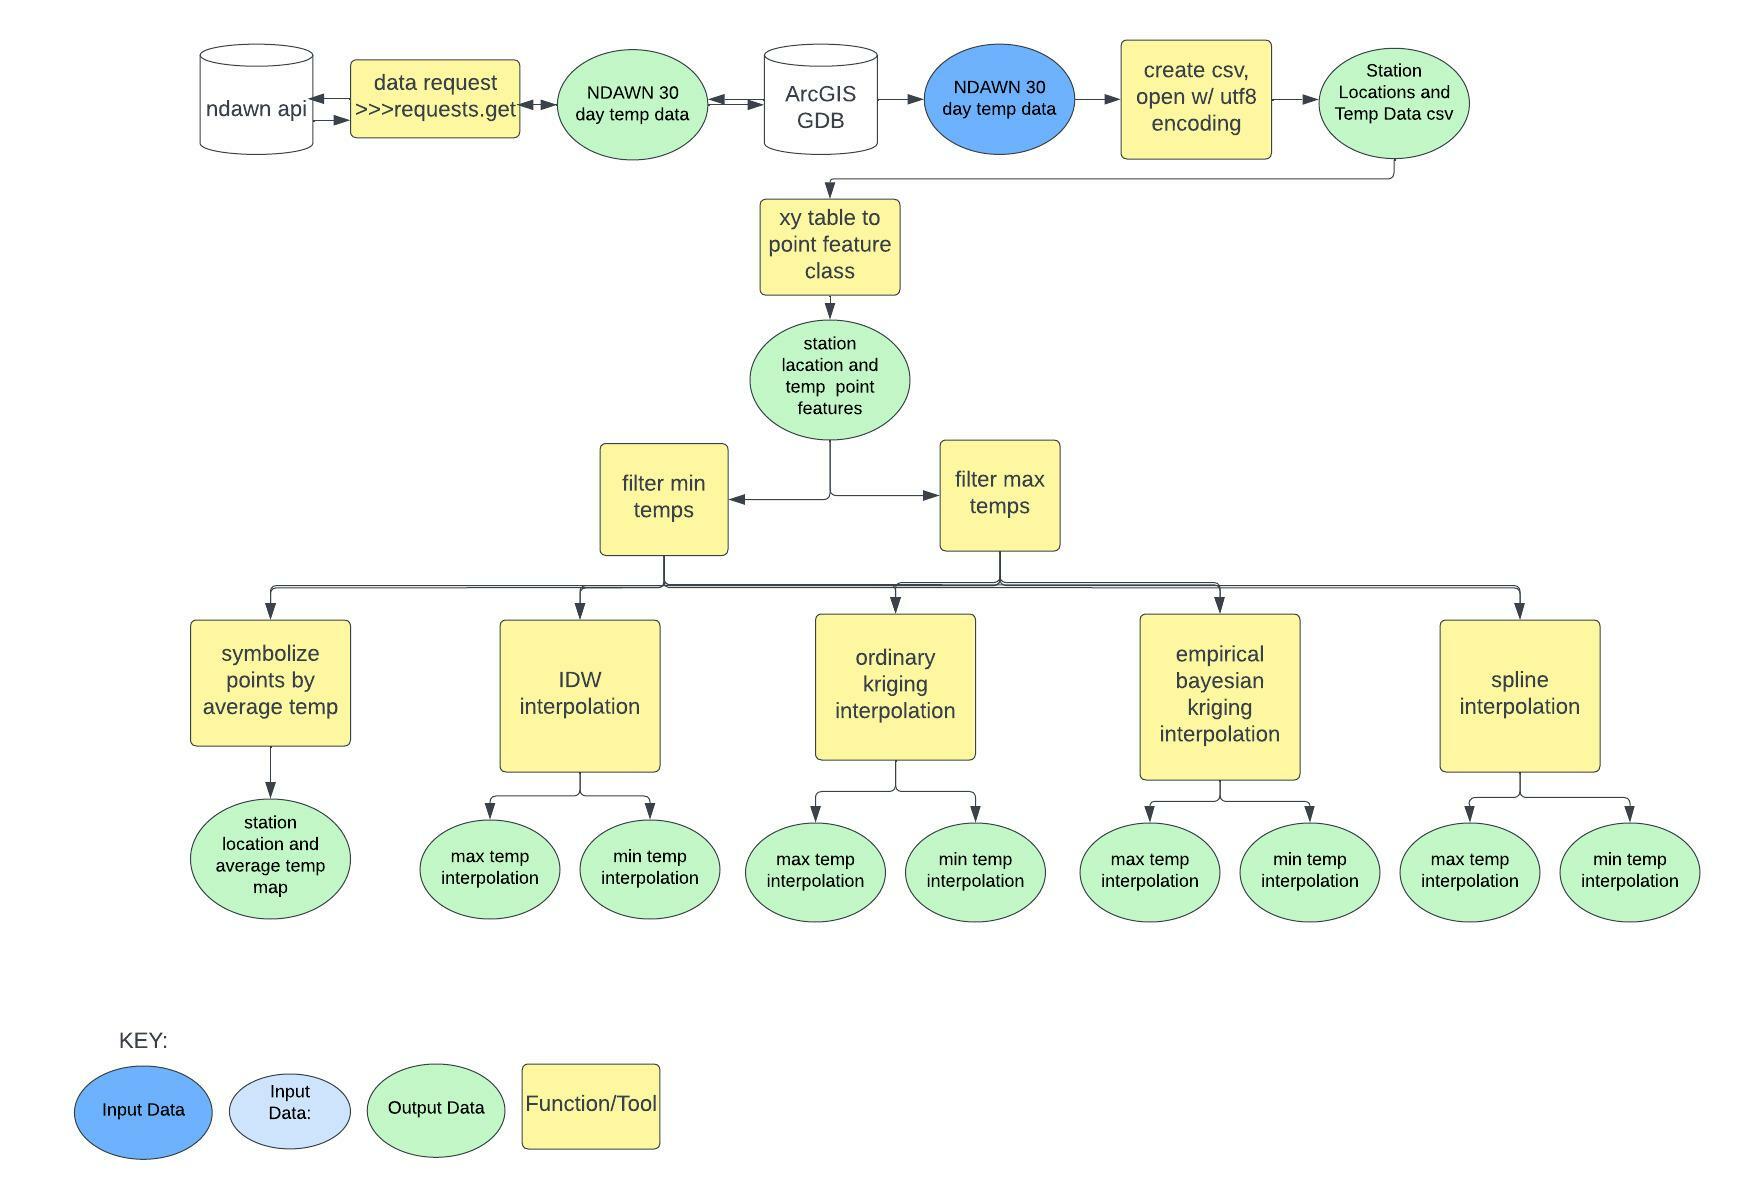 ndawn api
data request
>>>requests.get
NDAWN 30
day temp data
ArcGIS
GDB
NDAWN 30
day temp data
create csv,
open w/ utf8
encoding
Station
Locations and
Temp Data csv
xy table to
point feature
class
station
lacation and
temp point
features
filter min
temps
filter max
temps
symbolize
points by
average temp
IDW
interpolation
ordinary
kriging
interpolation
empirical
bayesian
kriging
interpolation
spline
interpolation
station
location and
average temp
map
max temp
interpolation
min temp
interpolation
max temp
interpolation
min temp
interpolation
max temp
interpolation
min temp
interpolation
max temp
interpolation
min temp
interpolation
KEY:
Input Data
Input
Data:
Output Data
Function/Tool